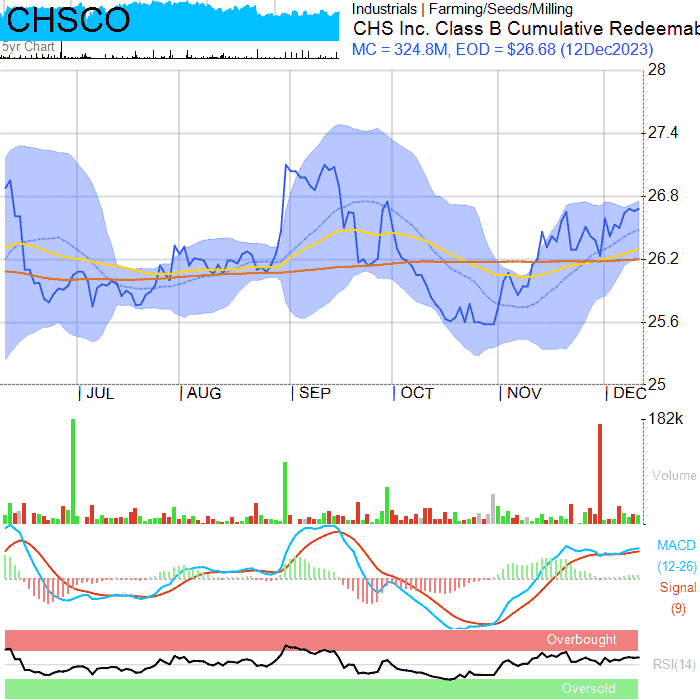 CHSCO
5yr Chart
Industrials | Farming/Seeds/Milling
CHS Inc. Class B Cumulative Redeemab
MC = 324.8M, EOD = $26.68 (12Dec2023)
28
27.4
26.8
26.2
25.6
25
JUL
AUG
SEP
OCT
NOV
DEC
182k
Volume
MACD
(12-26)
Signal
(9)
Overbought
RSI(14)
Oversold